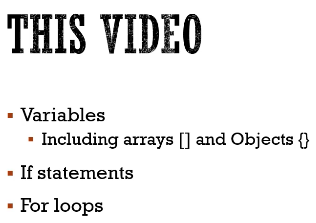 THIS VIDEO
Variables
Including arrays [] and Objects {}
If statements
For loops